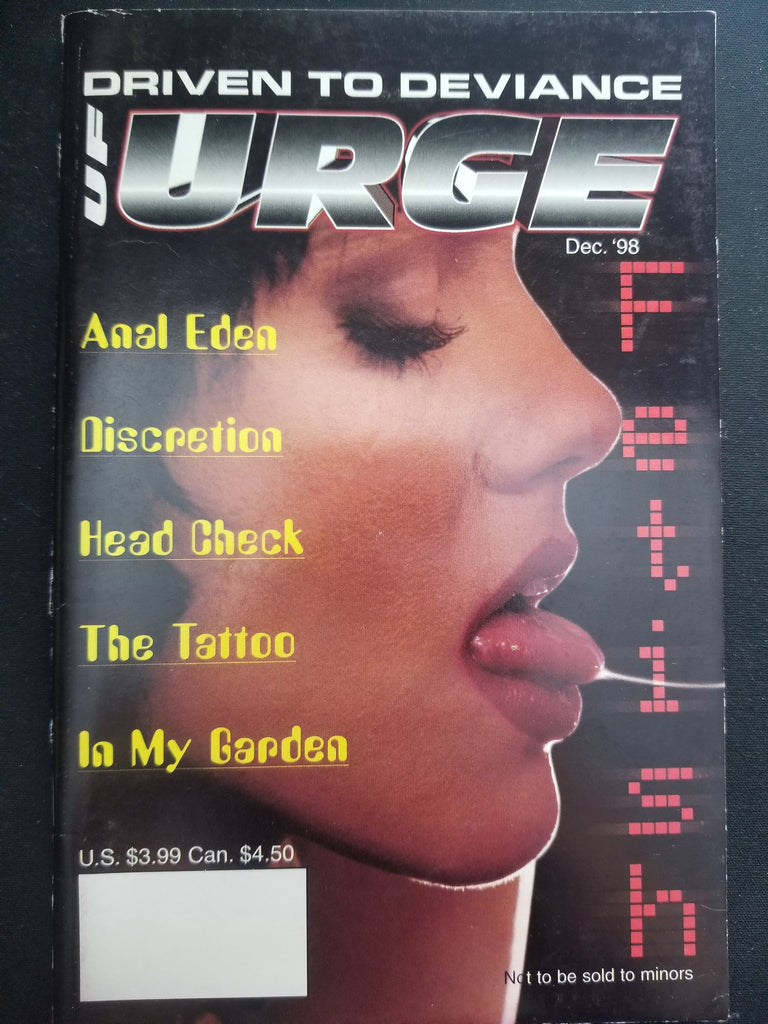 DRIVEN TO DEVIANCE
UF
URGE
Dec. '98
Fetish
Anal Eden
Discretion
Head Check
The Tattoo
In My Garden
U.S. $3.99 Can. $4.50
Not to be sold to minors